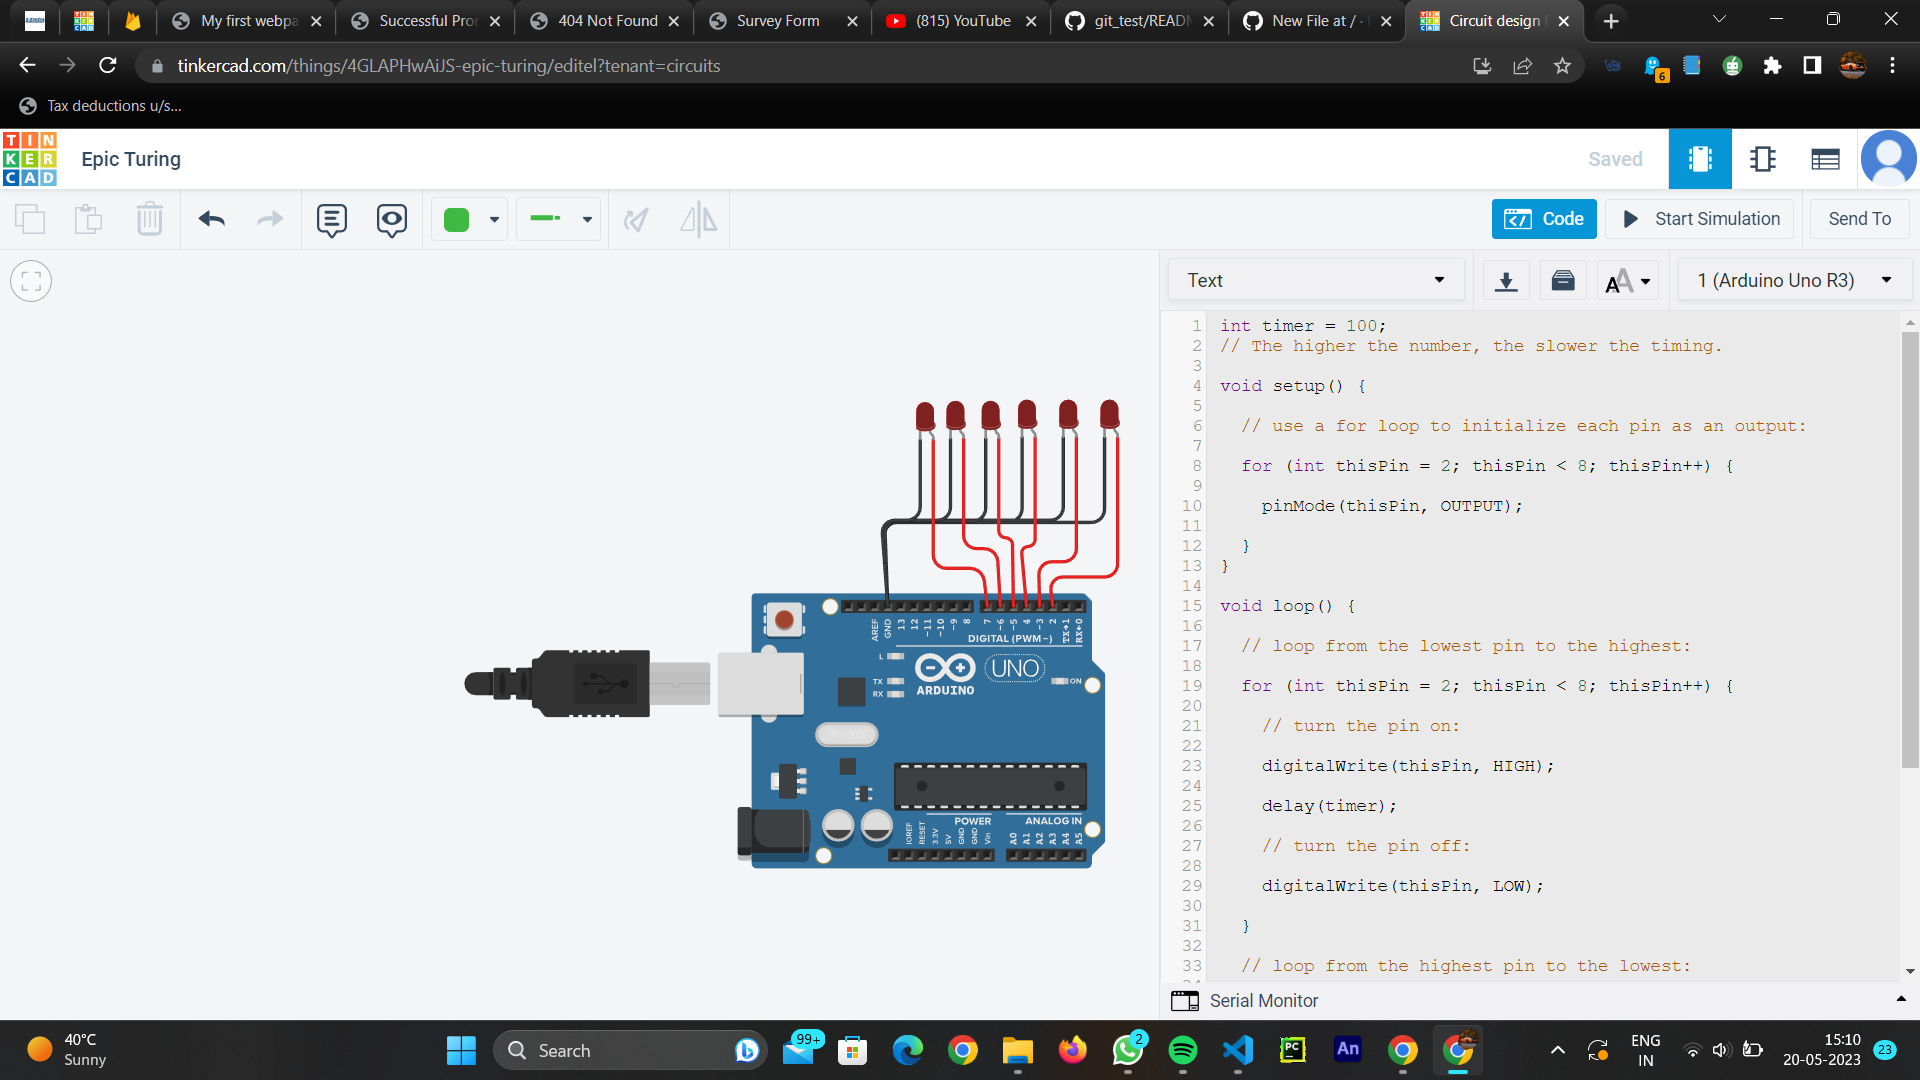 My first webpa
Successful Pror
404 Not Found
Survey Form
(815) YouTube
git_test/READM
New File at / ·
Circuit design
tinkercad.com/things/4GLAPHwAiJS-epic-turing/editel?tenant=circuits
6
Tax deductions u/s...
TIN
KER
CAD
Epic Turing
Saved
Code
Start Simulation
Send To
Text
AA
1 (Arduino Uno R3)
1 int timer = 100;
2 // The higher the number, the slower the timing.
3
4 void setup() {
5
6 // use a for loop to initialize each pin as an output:
7
8 for (int thisPin = 2; thisPin < 8; thisPin++) {
9
10 pinMode(thisPin, OUTPUT);
11
12 }
13 }
14
15 void loop() {
16
17 // loop from the lowest pin to the highest:
18
19 for (int thisPin = 2; thisPin < 8; thisPin++) {
20
21 // turn the pin on:
22
23 digitalWrite(thisPin, HIGH);
24
25 delay(timer);
26
27 // turn the pin off:
28
29 digitalWrite(thisPin, LOW);
30
31 }
32
33 // loop from the highest pin to the lowest:
Serial Monitor
AREF GND 13 12 ~11 ~10 ~9 8 7 ~6 ~5 4 ~3 2 TX→1 RX←0
DIGITAL (PWM~)
L
TX
RX
UNO
ON
ARDUINO
POWER
ANALOG IN
IOREF RESET 3.3V 5V GND GND Vin A0 A1 A2 A3 A4 A5
40°C
Sunny
Search
99+
2
PC
An
ENG
IN
15:10
20-05-2023
23